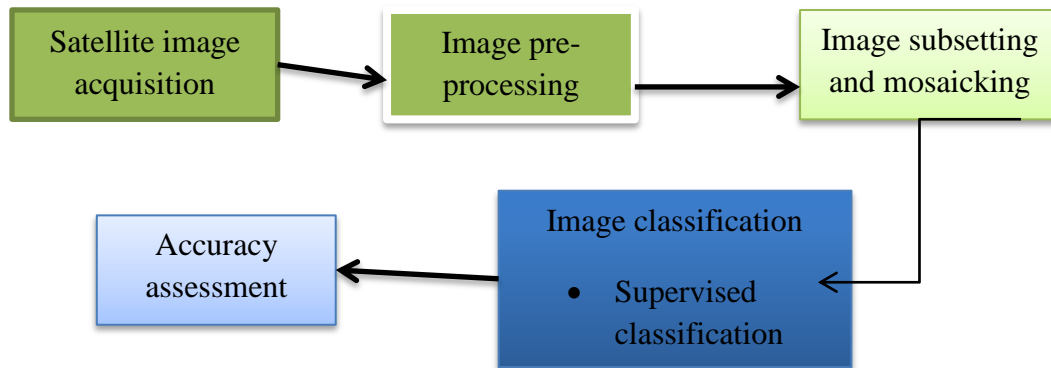 Satellite image
acquisition
Image pre-
processing
Image subsetting
and mosaicking
Image classification
• Supervised
classification
Accuracy
assessment